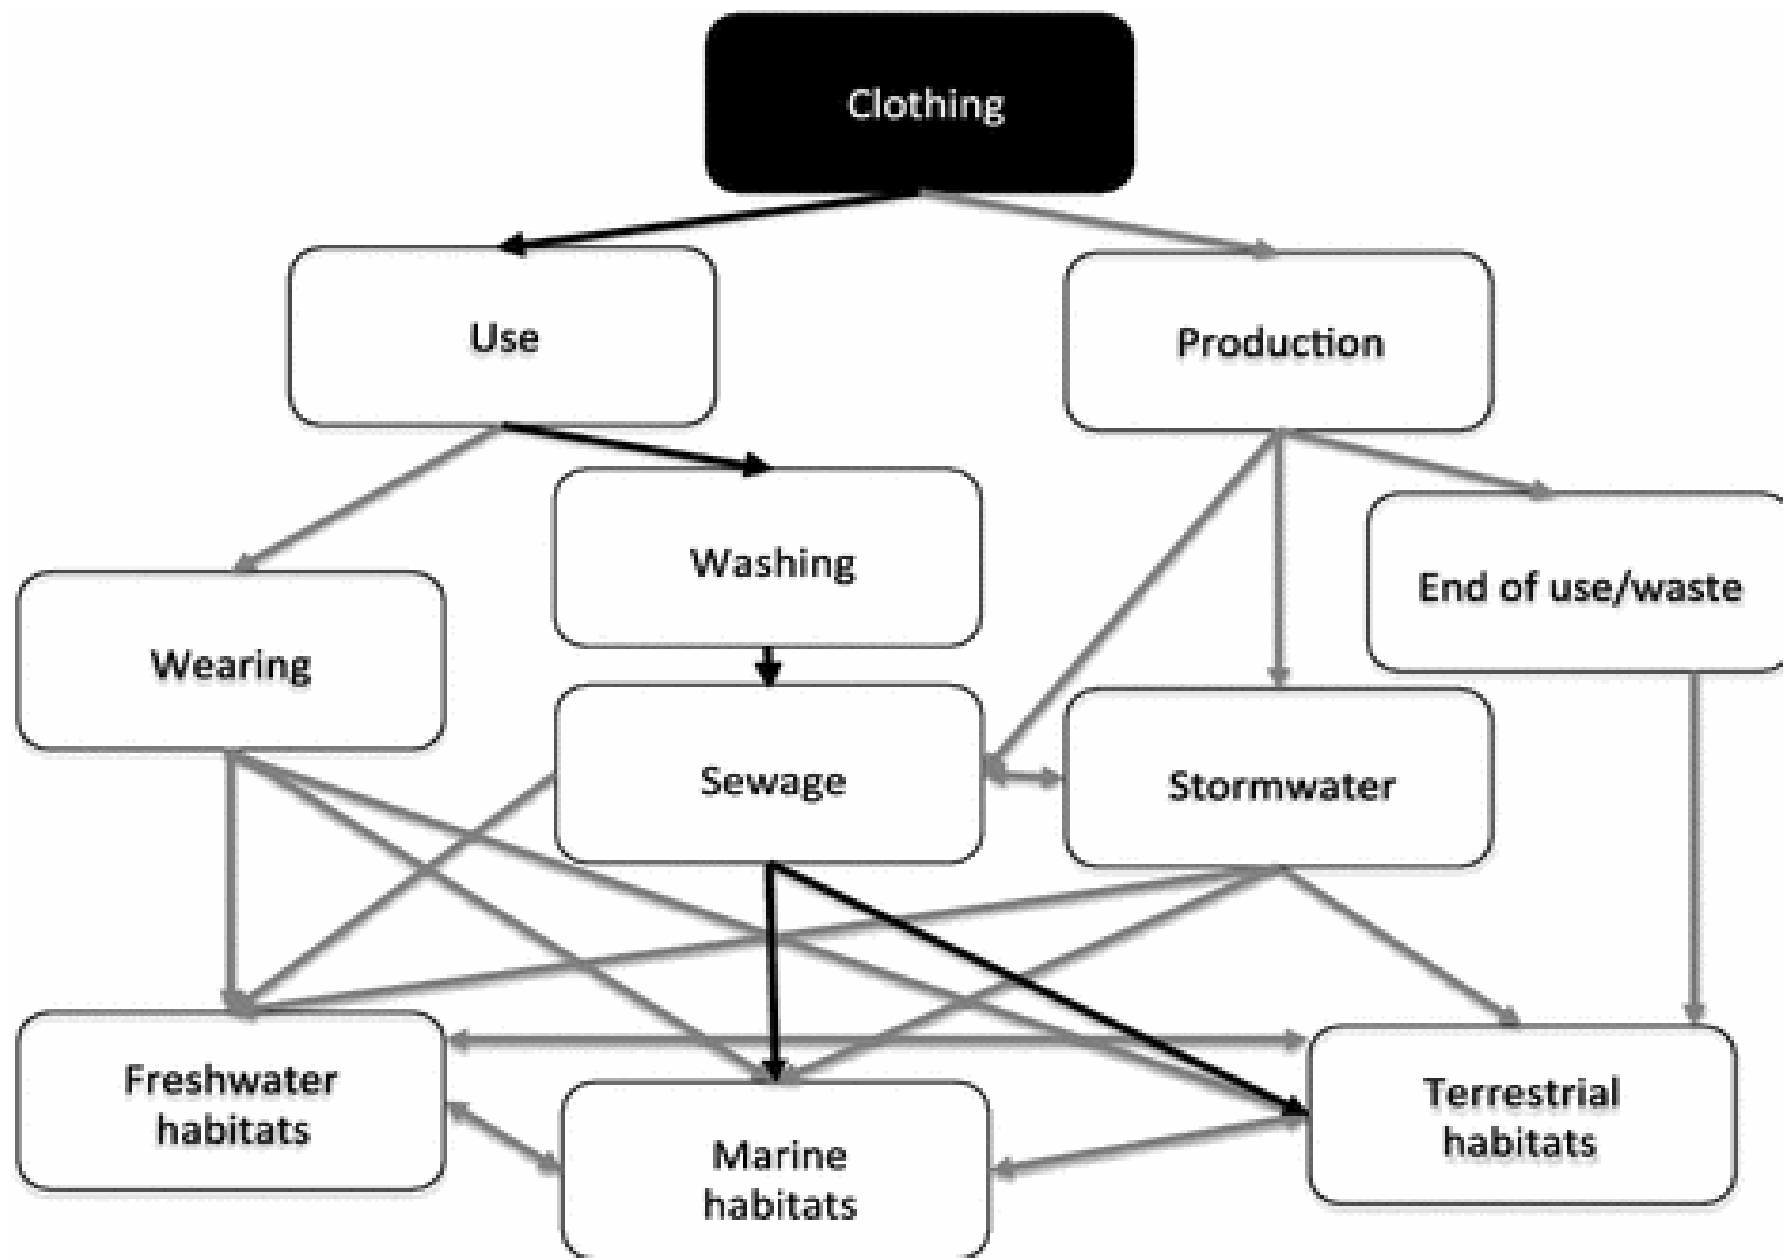 Clothing
Use
Production
Washing
End of use/waste
Wearing
Sewage
Stormwater
Freshwater
habitats
Marine
habitats
Terrestrial
habitats